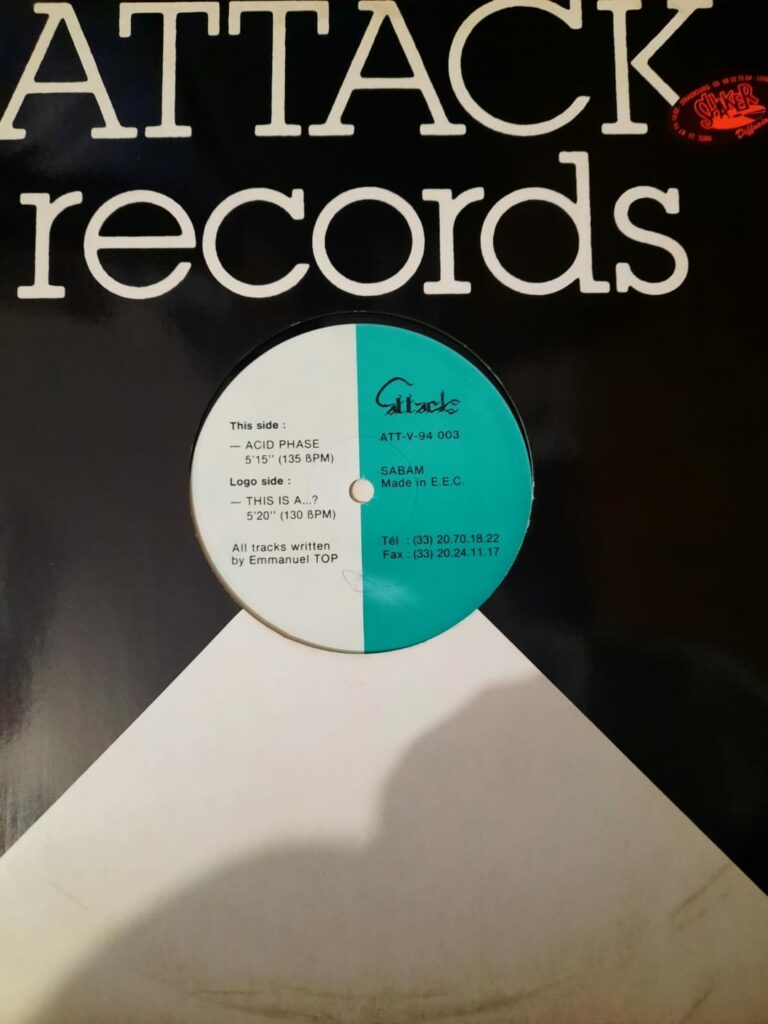 ATTACK
records
Diffusion
attack
ATT-V-94 003
SABAM
Made in E.E.C.
Tél : (33) 20.70.18.22
Fax : (33) 20.24.11.17
This side :
— ACID PHASE
5'15'' (135 BPM)
Logo side :
— THIS IS A...?
5'20'' (130 BPM)
All tracks written
by Emmanuel TOP